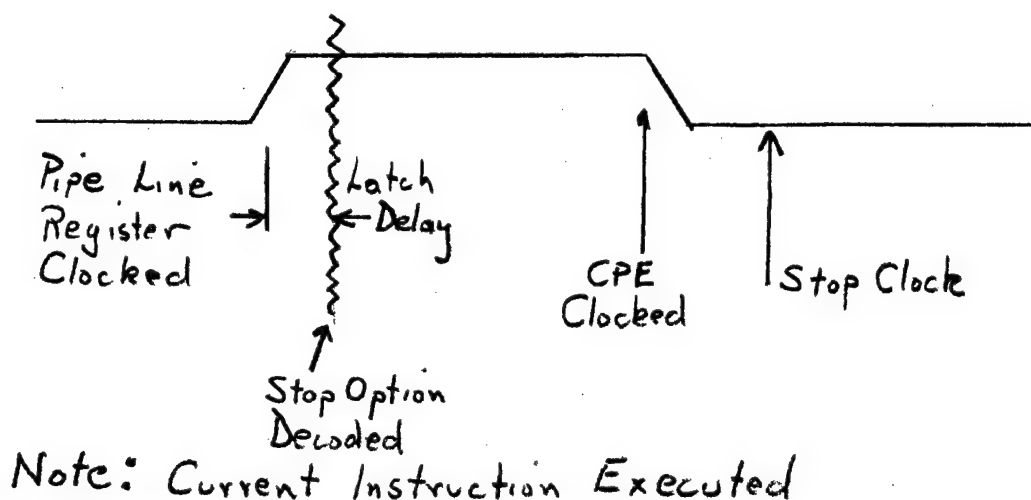 Pipe Line
Register
Clocked
Latch
Delay
CPE
Clocked
Stop Clock
Stop Option
Decoded
Note: Current Instruction Executed